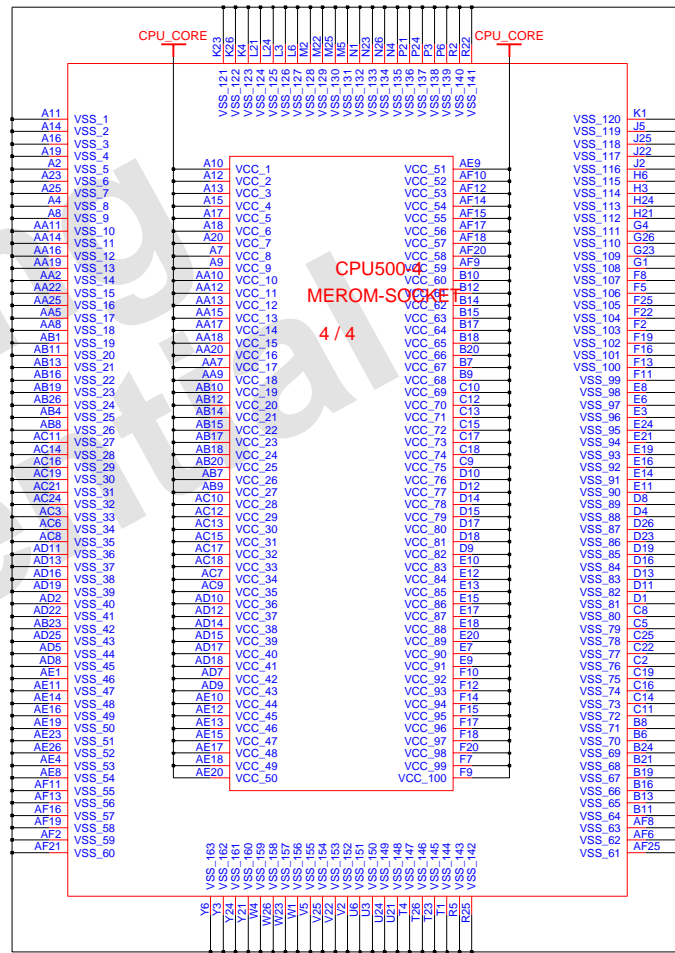 CPU_CORE CPU_CORE
K23 VSS_121
K26 VSS_122
K4 VSS_123
L21 VSS_124
L24 VSS_125
L3 VSS_126
L6 VSS_127
M2 VSS_128
M22 VSS_129
M25 VSS_130
M5 VSS_131
N1 VSS_132
N23 VSS_133
N26 VSS_134
N4 VSS_135
P21 VSS_136
P24 VSS_137
P3 VSS_138
P6 VSS_139
R2 VSS_140
R22 VSS_141
A11 VSS_1
A14 VSS_2
A16 VSS_3
A19 VSS_4
A2 VSS_5
A23 VSS_6
A25 VSS_7
A4 VSS_8
A8 VSS_9
AA11 VSS_10
AA14 VSS_11
AA16 VSS_12
AA19 VSS_13
AA2 VSS_14
AA22 VSS_15
AA25 VSS_16
AA5 VSS_17
AA8 VSS_18
AB1 VSS_19
AB11 VSS_20
AB13 VSS_21
AB16 VSS_22
AB19 VSS_23
AB26 VSS_24
AB4 VSS_25
AB8 VSS_26
AC11 VSS_27
AC14 VSS_28
AC16 VSS_29
AC19 VSS_30
AC21 VSS_31
AC24 VSS_32
AC3 VSS_33
AC6 VSS_34
AC8 VSS_35
AD11 VSS_36
AD13 VSS_37
AD16 VSS_38
AD19 VSS_39
AD2 VSS_40
AD22 VSS_41
AB23 VSS_42
AD25 VSS_43
AD5 VSS_44
AD8 VSS_45
AE1 VSS_46
AE11 VSS_47
AE14 VSS_48
AE16 VSS_49
AE19 VSS_50
AE23 VSS_51
AE26 VSS_52
AE4 VSS_53
AE8 VSS_54
AF11 VSS_55
AF13 VSS_56
AF16 VSS_57
AF19 VSS_58
AF2 VSS_59
AF21 VSS_60
A10 VCC_1
A12 VCC_2
A13 VCC_3
A15 VCC_4
A17 VCC_5
A18 VCC_6
A20 VCC_7
A7 VCC_8
A9 VCC_9
AA10 VCC_10
AA12 VCC_11
AA13 VCC_12
AA15 VCC_13
AA17 VCC_14
AA18 VCC_15
AA20 VCC_16
AA7 VCC_17
AA9 VCC_18
AB10 VCC_19
AB12 VCC_20
AB14 VCC_21
AB15 VCC_22
AB17 VCC_23
AB18 VCC_24
AB20 VCC_25
AB7 VCC_26
AB9 VCC_27
AC10 VCC_28
AC12 VCC_29
AC13 VCC_30
AC15 VCC_31
AC17 VCC_32
AC18 VCC_33
AC7 VCC_34
AC9 VCC_35
AD10 VCC_36
AD12 VCC_37
AD14 VCC_38
AD15 VCC_39
AD17 VCC_40
AD18 VCC_41
AD7 VCC_42
AD9 VCC_43
AE10 VCC_44
AE12 VCC_45
AE13 VCC_46
AE15 VCC_47
AE17 VCC_48
AE18 VCC_49
AE20 VCC_50
CPU500-4
MEROM-SOCKET
4 / 4
VCC_51 AE9
VCC_52 AF10
VCC_53 AF12
VCC_54 AF14
VCC_55 AF15
VCC_56 AF17
VCC_57 AF18
VCC_58 AF20
VCC_59 AF9
VCC_60 B10
VCC_61 B12
VCC_62 B14
VCC_63 B15
VCC_64 B17
VCC_65 B18
VCC_66 B20
VCC_67 B7
VCC_68 B9
VCC_69 C10
VCC_70 C12
VCC_71 C13
VCC_72 C15
VCC_73 C17
VCC_74 C18
VCC_75 C9
VCC_76 D10
VCC_77 D12
VCC_78 D14
VCC_79 D15
VCC_80 D17
VCC_81 D18
VCC_82 D9
VCC_83 E10
VCC_84 E12
VCC_85 E13
VCC_86 E15
VCC_87 E17
VCC_88 E18
VCC_89 E20
VCC_90 E7
VCC_91 E9
VCC_92 F10
VCC_93 F12
VCC_94 F14
VCC_95 F15
VCC_96 F17
VCC_97 F18
VCC_98 F20
VCC_99 F7
VCC_100 F9
VSS_120 K1
VSS_119 J5
VSS_118 J25
VSS_117 J22
VSS_116 J2
VSS_115 H6
VSS_114 H3
VSS_113 H24
VSS_112 H21
VSS_111 G4
VSS_110 G26
VSS_109 G23
VSS_108 G1
VSS_107 F8
VSS_106 F5
VSS_105 F25
VSS_104 F22
VSS_103 F2
VSS_102 F19
VSS_101 F16
VSS_100 F13
VSS_99 F11
VSS_98 E8
VSS_97 E6
VSS_96 E3
VSS_95 E24
VSS_94 E21
VSS_93 E19
VSS_92 E16
VSS_91 E14
VSS_90 E11
VSS_89 D8
VSS_88 D4
VSS_87 D26
VSS_86 D23
VSS_85 D19
VSS_84 D16
VSS_83 D13
VSS_82 D11
VSS_81 D1
VSS_80 C8
VSS_79 C5
VSS_78 C25
VSS_77 C22
VSS_76 C2
VSS_75 C19
VSS_74 C16
VSS_73 C14
VSS_72 C11
VSS_71 B8
VSS_70 B6
VSS_69 B24
VSS_68 B21
VSS_67 B19
VSS_66 B16
VSS_65 B13
VSS_64 B11
VSS_63 AF8
VSS_62 AF6
VSS_61 AF25
VSS_163 Y6
VSS_162 Y3
VSS_161 Y24
VSS_160 Y21
VSS_159 W4
VSS_158 W26
VSS_157 W23
VSS_156 W1
VSS_155 V5
VSS_154 V25
VSS_153 V22
VSS_152 V2
VSS_151 U6
VSS_150 U3
VSS_149 U24
VSS_148 U21
VSS_147 T4
VSS_146 T26
VSS_145 T23
VSS_144 T1
VSS_143 R5
VSS_142 R25